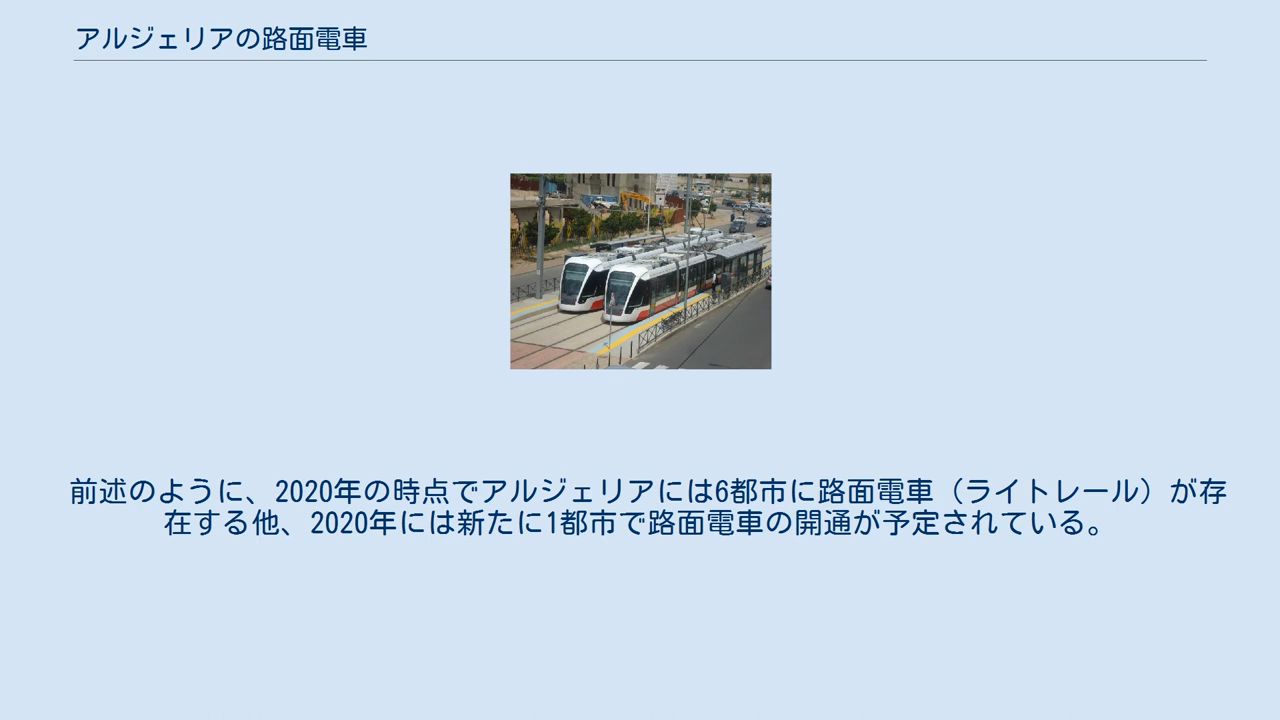 アルジェリアの路面電車
前述のように、2020年の時点でアルジェリアには6都市に路面電車（ライトレール）が存
在する他、2020年には新たに1都市で路面電車の開通が予定されている。